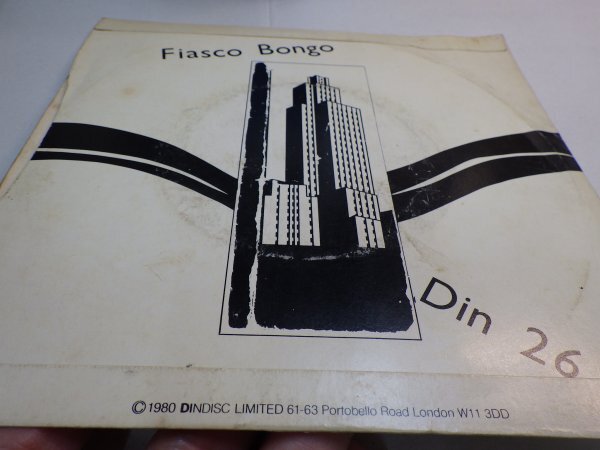 Fiasco Bongo
Din 26
©1980 DINDISC LIMITED 61-63 Portobello Road London W11 3DD